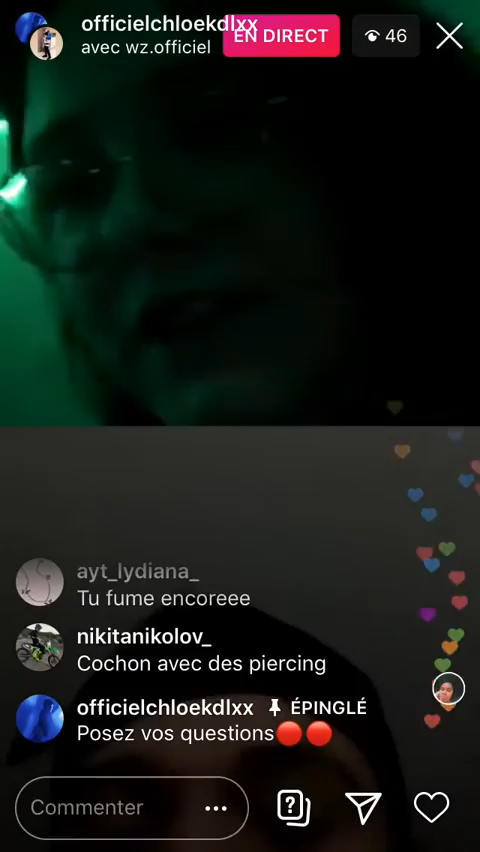 officielchloekdlxx
avec wz.officiel
EN DIRECT
46
ayt_lydiana_
Tu fume encoreee
nikitanikolov_
Cochon avec des piercing
officielchloekdlxx ÉPINGLÉ
Posez vos questions🔴🔴
Commenter